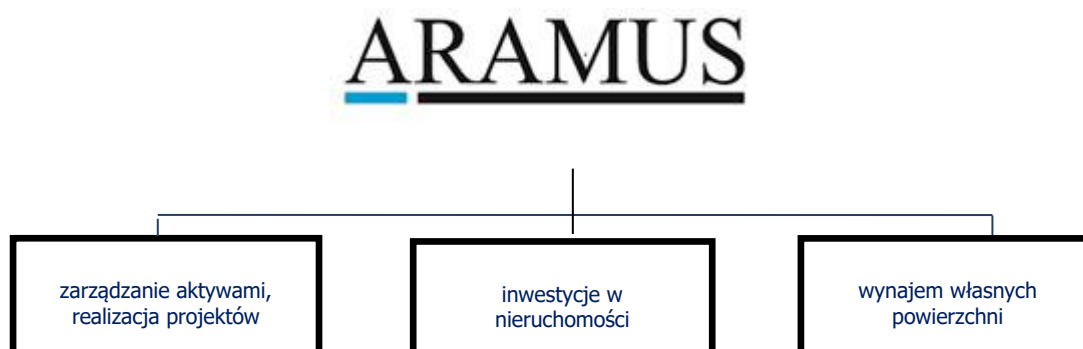 ARAMUS
zarządzanie aktywami,
realizacja projektów
inwestycje w
nieruchomości
wynajem własnych
powierzchni